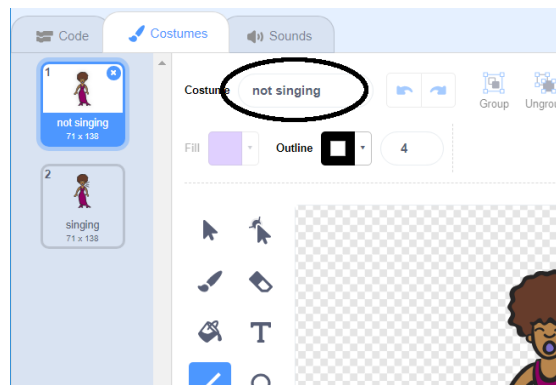 Code Costumes Sounds
1
not singing
71 x 138
2
singing
71 x 138
Costume not singing
Group
Fill Outline 4
T